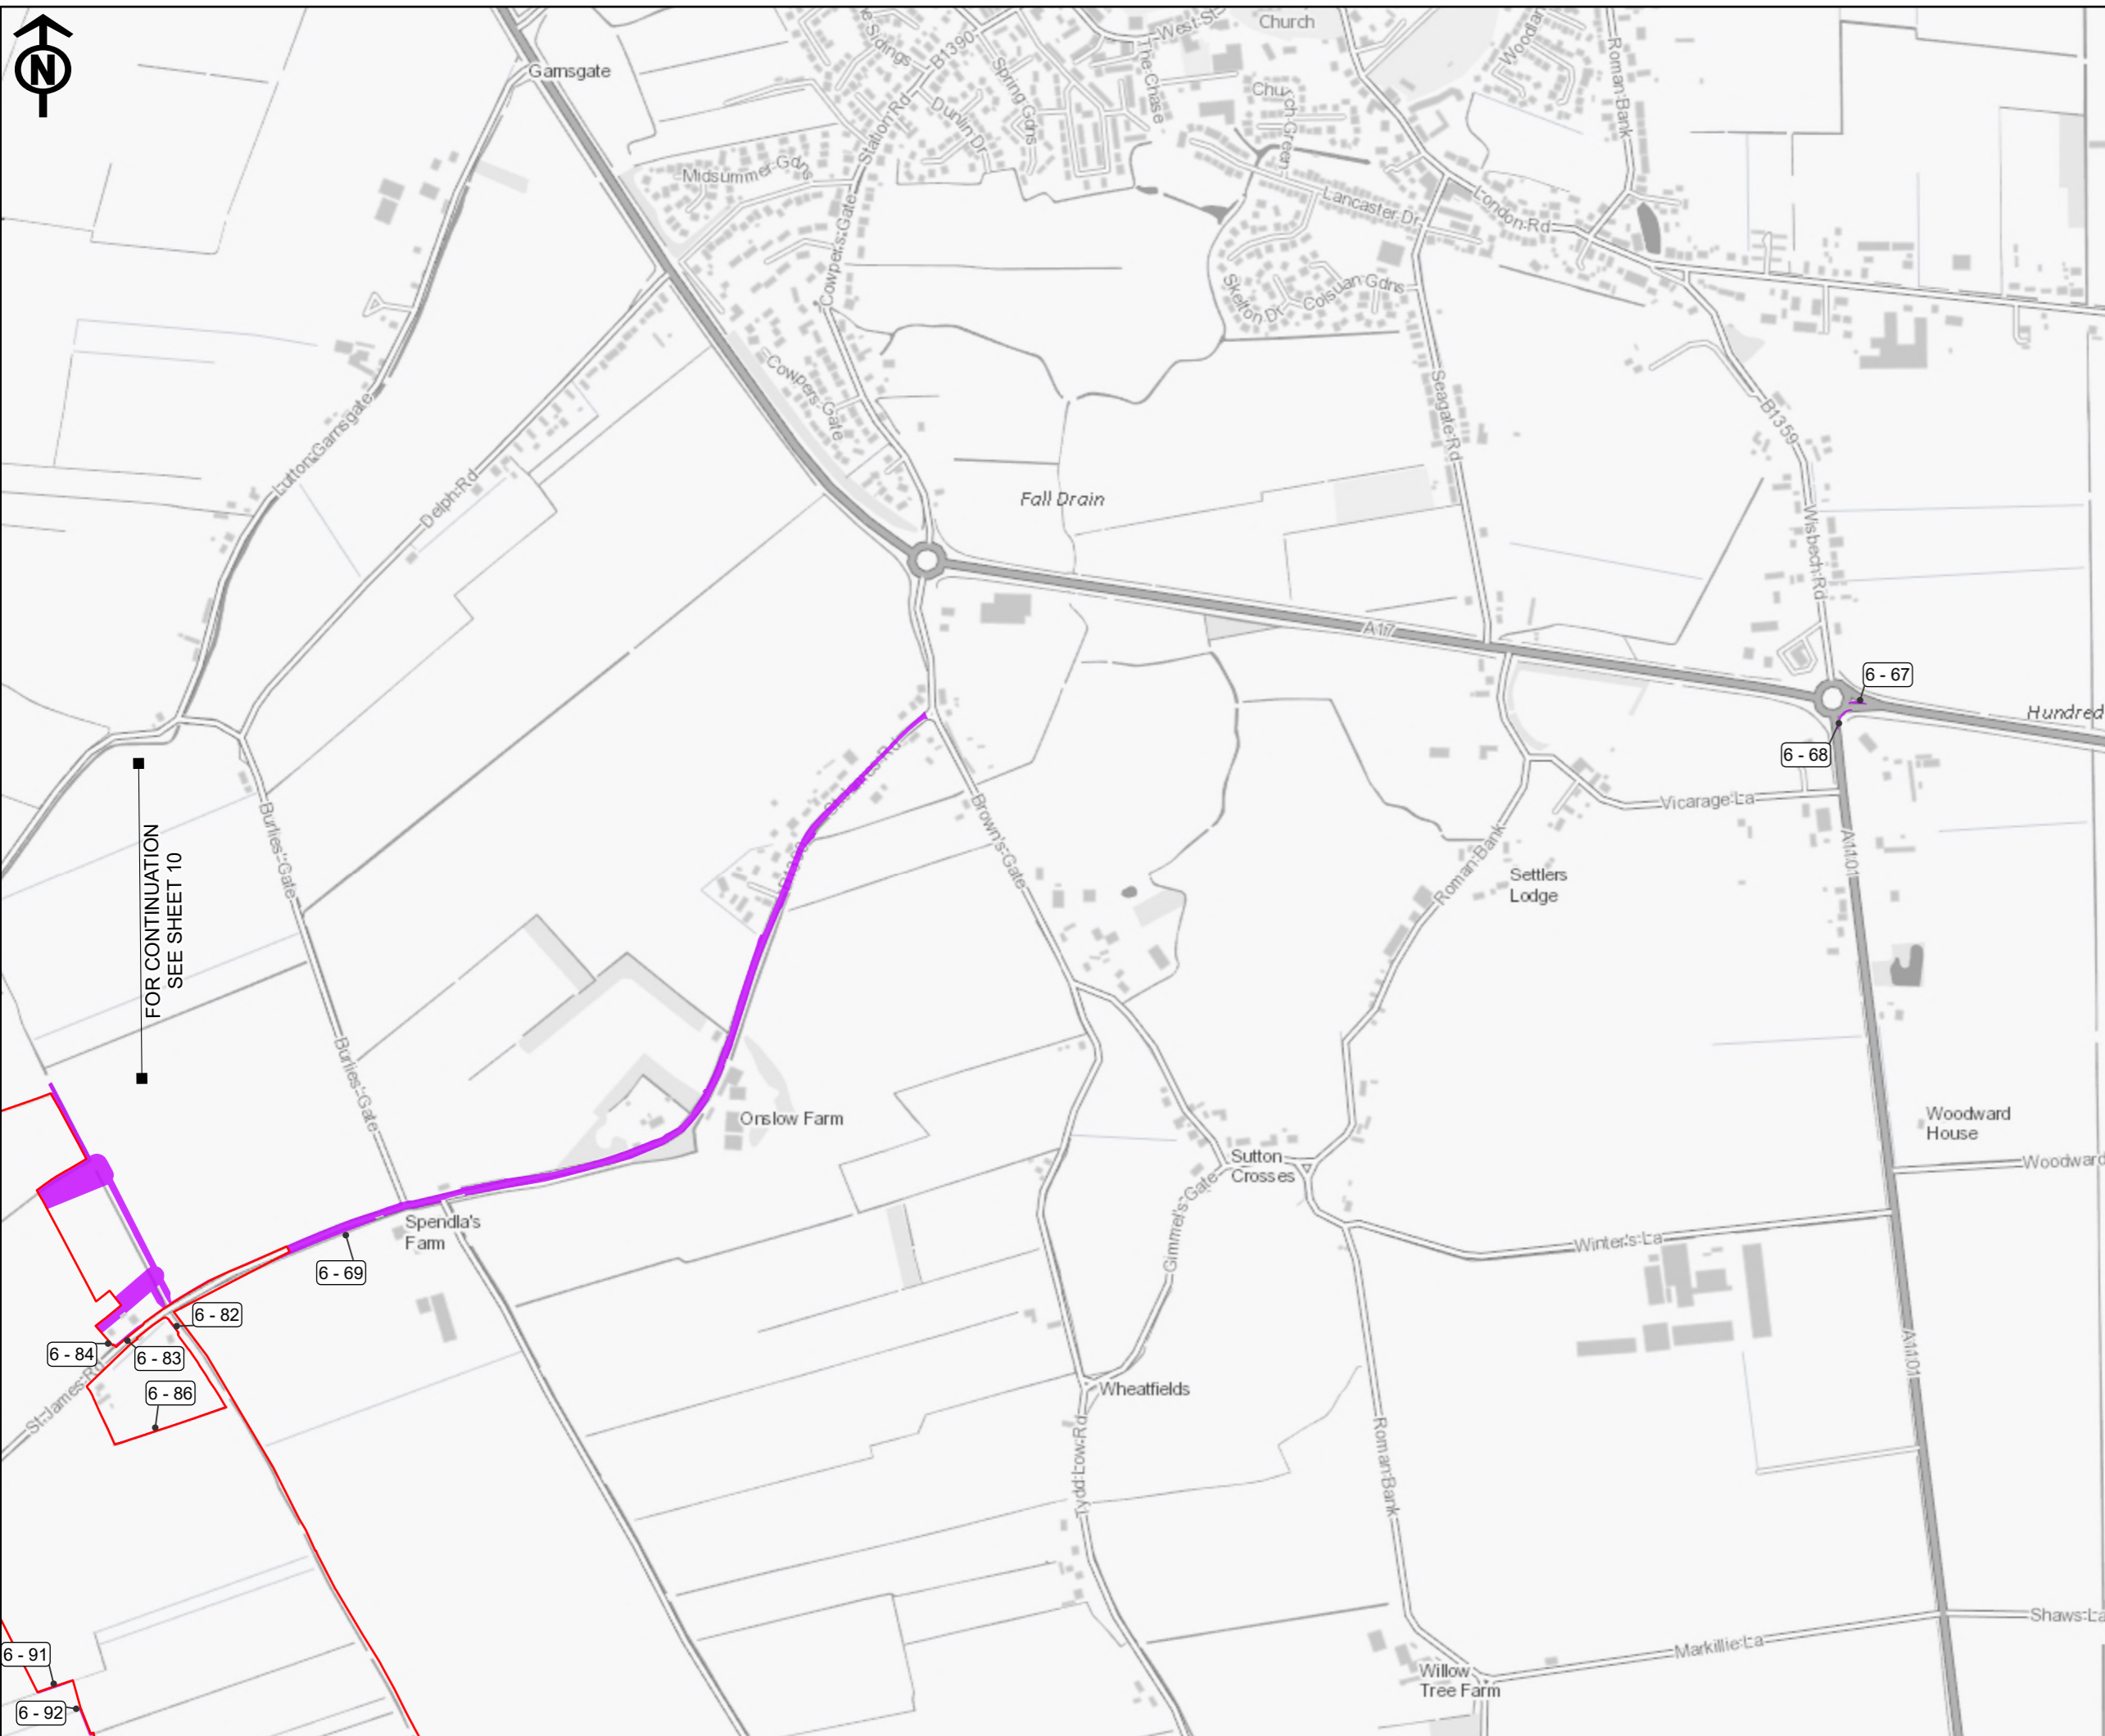 N
Garnsgate
B1390
Station Rd
Dunlin Dr
Spring Gdns
The Chase
West St
Church
Church Green
Roman Bank
Midsummer Gdns
Cowper's Gate
Lancaster Dr
London Rd
Skelton Dr
Colsuan Gdns
Cowpers Gate
Seagate Rd
B1359
Wisbech Rd
Lutton Garnsgate
Delph Rd
Fall Drain
A17
6 - 67
Hundred
6 - 68
Vicarage La
A1101
FOR CONTINUATION
SEE SHEET 10
Burlies' Gate
Brown's Gate
Roman Bank
Settlers
Lodge
Burlies' Gate
Onslow Farm
Woodward
House
Woodward
Sutton
Crosses
Gimmel's Gate
Spendla's
Farm
6 - 69
Winter's La
6 - 82
6 - 84
6 - 83
6 - 86
St James Rd
A1101
Wheatfields
Tydd Low Rd
Roman Bank
Shaws La
Markillie La
6 - 91
6 - 92
Willow
Tree Farm